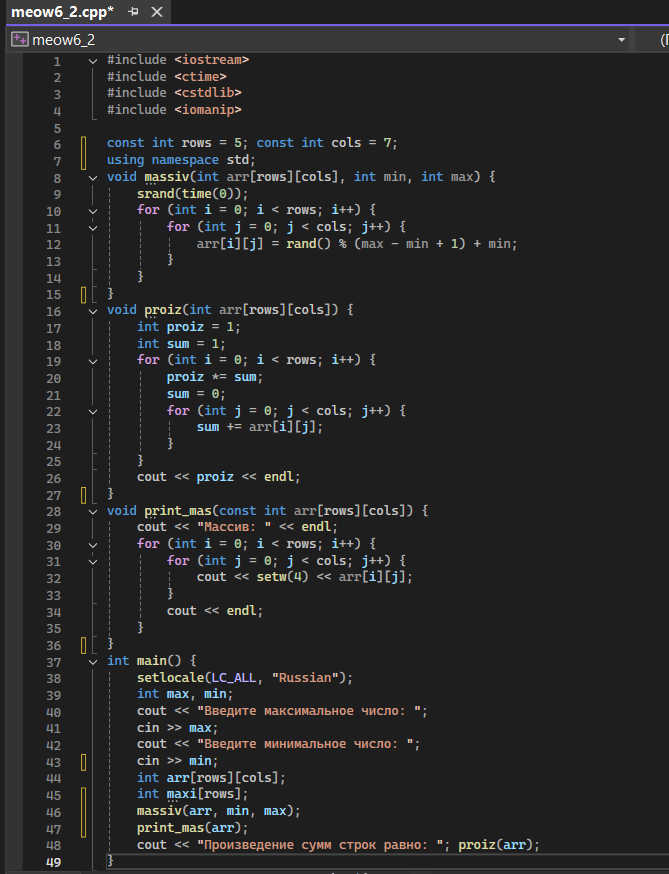 meow6_2.cpp*
meow6_2
1 #include <iostream>
2 #include <ctime>
3 #include <cstdlib>
4 #include <iomanip>
5
6 const int rows = 5; const int cols = 7;
7 using namespace std;
8 void massiv(int arr[rows][cols], int min, int max) {
9 srand(time(0));
10 for (int i = 0; i < rows; i++) {
11 for (int j = 0; j < cols; j++) {
12 arr[i][j] = rand() % (max - min + 1) + min;
13 }
14 }
15 }
16 void proiz(int arr[rows][cols]) {
17 int proiz = 1;
18 int sum = 1;
19 for (int i = 0; i < rows; i++) {
20 proiz *= sum;
21 sum = 0;
22 for (int j = 0; j < cols; j++) {
23 sum += arr[i][j];
24 }
25 }
26 cout << proiz << endl;
27 }
28 void print_mas(const int arr[rows][cols]) {
29 cout << "Массив: " << endl;
30 for (int i = 0; i < rows; i++) {
31 for (int j = 0; j < cols; j++) {
32 cout << setw(4) << arr[i][j];
33 }
34 cout << endl;
35 }
36 }
37 int main() {
38 setlocale(LC_ALL, "Russian");
39 int max, min;
40 cout << "Введите максимальное число: ";
41 cin >> max;
42 cout << "Введите минимальное число: ";
43 cin >> min;
44 int arr[rows][cols];
45 int maxi[rows];
46 massiv(arr, min, max);
47 print_mas(arr);
48 cout << "Произведение сумм строк равно: "; proiz(arr);
49 }